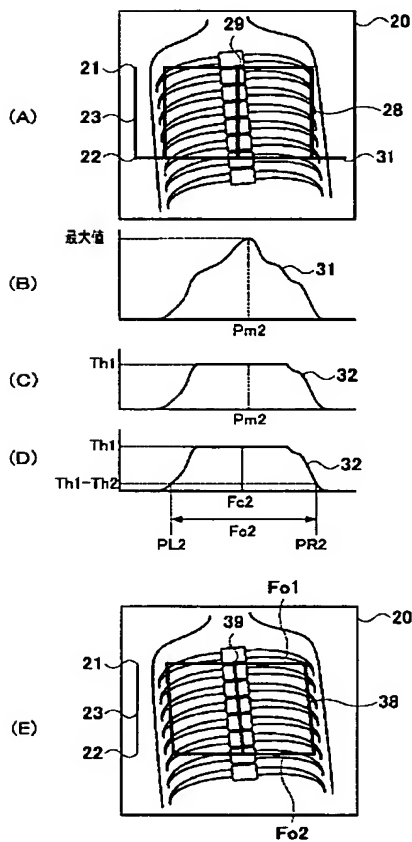 29
20
21
(A)
23
28
22
31
最大値
(B)
31
Pm2
Th1
(C)
32
Pm2
Th1
(D)
32
Th1-Th2
Fc2
Fo2
PL2
PR2
Fo1
39
20
21
(E)
23
38
22
Fo2